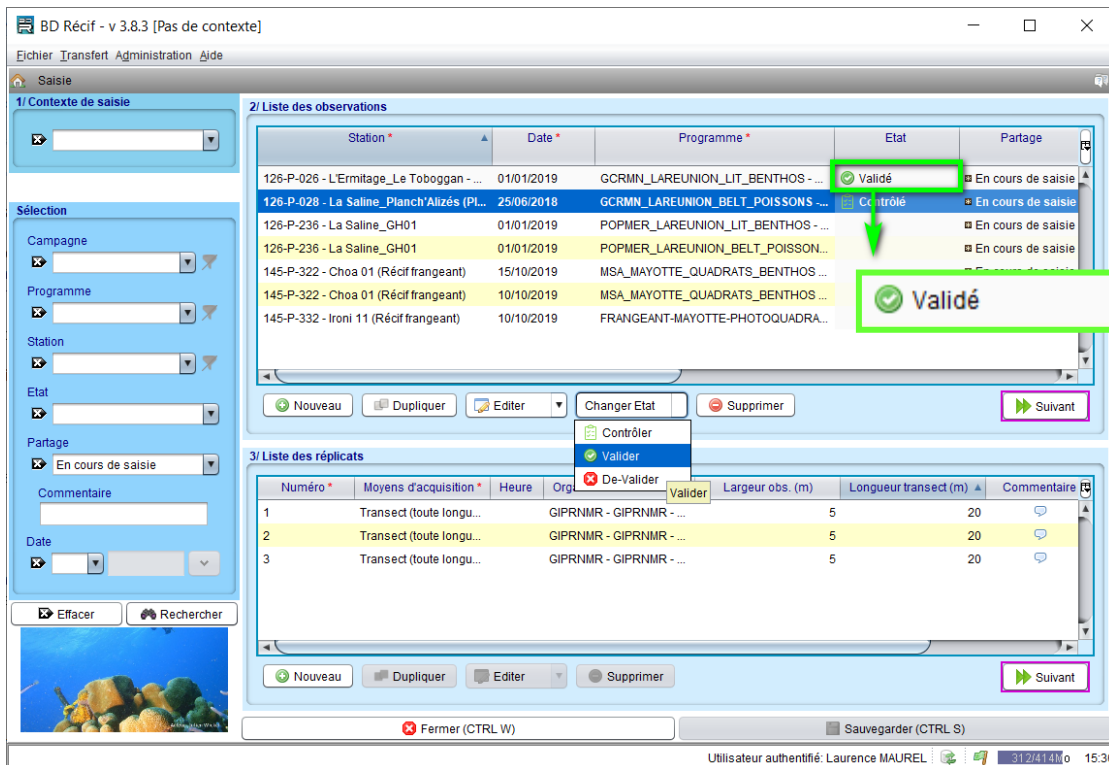 BD Récif - v 3.8.3 [Pas de contexte]
Fichier Transfert Administration Aide
Saisie
1/ Contexte de saisie
Sélection
Campagne
Programme
Station
Etat
Partage
En cours de saisie
Commentaire
Date
Effacer Rechercher
2/ Liste des observations
Station * Date * Programme * Etat Partage
126-P-026 - L'Ermitage_Le Toboggan - ... 01/01/2019 GCRMN_LAREUNION_LIT_BENTHOS - ... Validé En cours de saisie
126-P-028 - La Saline_Planch'Alizés (Pl... 25/06/2018 GCRMN_LAREUNION_BELT_POISSONS -... Contrôlé En cours de saisie
126-P-236 - La Saline_GH01 01/01/2019 POPMER_LAREUNION_LIT_BENTHOS - ... En cours de saisie
126-P-236 - La Saline_GH01 01/01/2019 POPMER_LAREUNION_BELT_POISSON... En cours de saisie
145-P-322 - Choa 01 (Récif frangeant) 15/10/2019 MSA_MAYOTTE_QUADRATS_BENTHOS ... En cours de saisie
145-P-322 - Choa 01 (Récif frangeant) 10/10/2019 MSA_MAYOTTE_QUADRATS_BENTHOS ...
145-P-332 - Ironi 11 (Récif frangeant) 10/10/2019 FRANGEANT-MAYOTTE-PHOTOQUADRA...
Validé
Nouveau Dupliquer Editer Changer Etat Supprimer Suivant
Contrôler
Valider
De-Valider
Valider
3/ Liste des réplicats
Numéro * Moyens d'acquisition * Heure Largeur obs. (m) Longueur transect (m) Commentaire
1 Transect (toute longu... GIPRNMR - GIPRNMR - ... 5 20
2 Transect (toute longu... GIPRNMR - GIPRNMR - ... 5 20
3 Transect (toute longu... GIPRNMR - GIPRNMR - ... 5 20
Nouveau Dupliquer Editer Supprimer Suivant
Fermer (CTRL W) Sauvegarder (CTRL S)
Utilisateur authentifié: Laurence MAUREL 312/414Mo